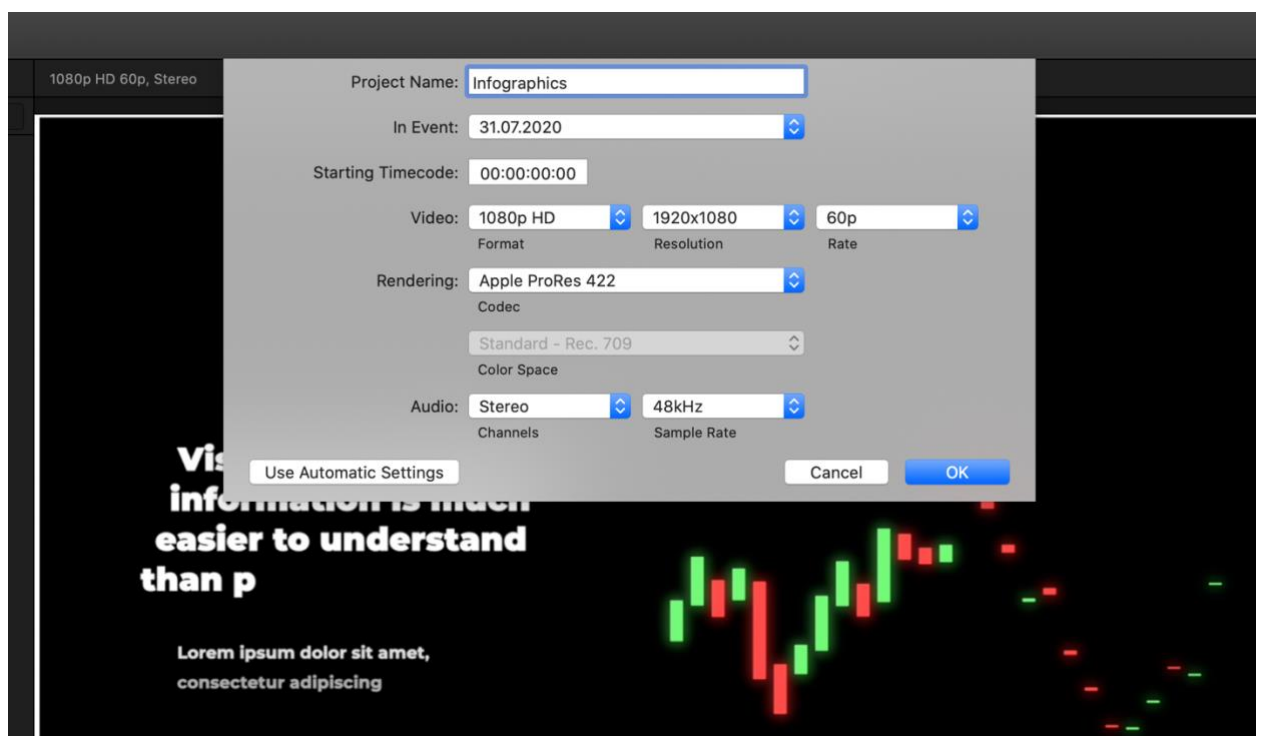 1080p HD 60p, Stereo
Project Name: Infographics
In Event: 31.07.2020
Starting Timecode: 00:00:00:00
Video: 1080p HD 1920x1080 60p
Format Resolution Rate
Rendering: Apple ProRes 422
Codec
Standard - Rec. 709
Color Space
Audio: Stereo 48kHz
Channels Sample Rate
Use Automatic Settings Cancel OK
information is much
easier to understand
than p
Lorem ipsum dolor sit amet,
consectetur adipiscing